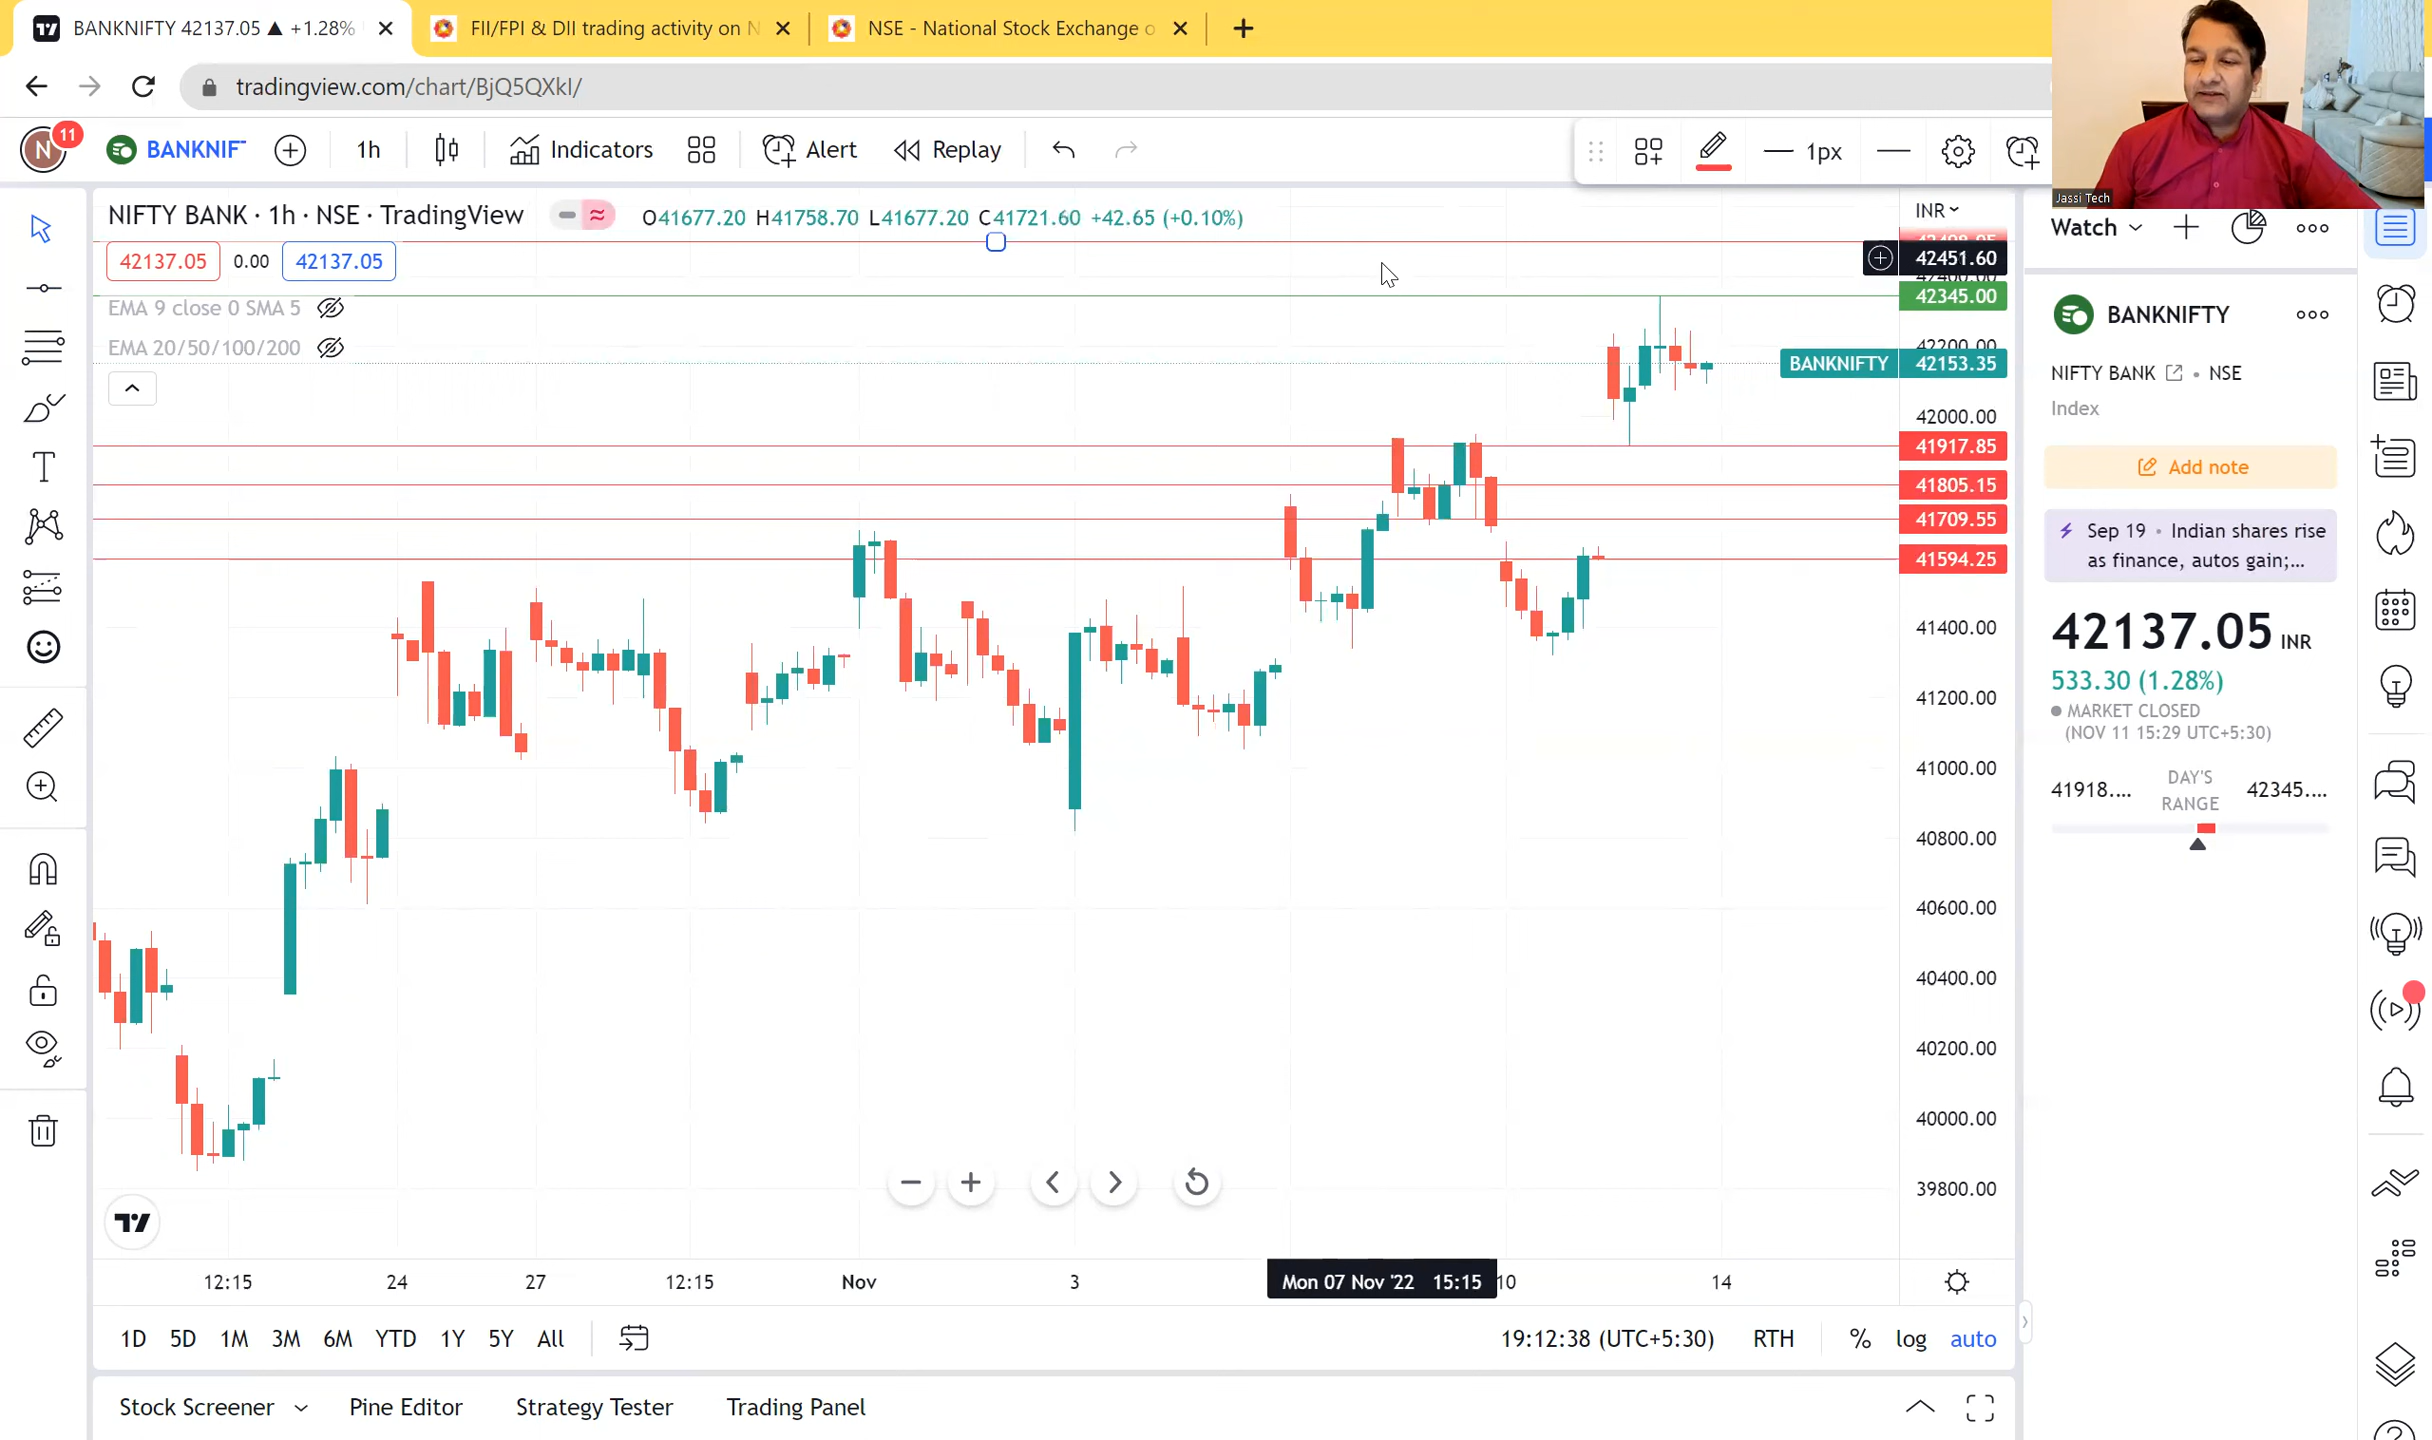 BANKNIFTY 42137.05 ▲ +1.28%
FII/FPI & DII trading activity on N
NSE - National Stock Exchange o
tradingview.com/chart/BjQ5QXkI/
N
11
BANKNIF
1h
Indicators
Alert
Replay
1px
Jassi Tech
NIFTY BANK · 1h · NSE · TradingView
O41677.20 H41758.70 L41677.20 C41721.60 +42.65 (+0.10%)
INR
Watch
42137.05
0.00
42137.05
42451.60
42345.00
EMA 9 close 0 SMA 5
EMA 20/50/100/200
42200.00
BANKNIFTY 42153.35
42000.00
41917.85
41805.15
41709.55
41594.25
41400.00
41200.00
41000.00
40800.00
40600.00
40400.00
40200.00
40000.00
39800.00
BANKNIFTY
NIFTY BANK • NSE
Index
Add note
Sep 19 • Indian shares rise
as finance, autos gain;...
42137.05 INR
533.30 (1.28%)
MARKET CLOSED
(NOV 11 15:29 UTC+5:30)
41918.... DAY'S RANGE 42345....
12:15 24 27 12:15 Nov 3 Mon 07 Nov '22 15:15 10 14
1D 5D 1M 3M 6M YTD 1Y 5Y All
19:12:38 (UTC+5:30) RTH % log auto
Stock Screener Pine Editor Strategy Tester Trading Panel